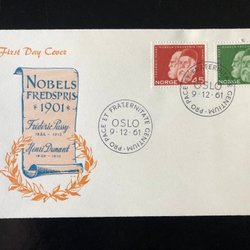 First Day Cover
NOBELS
FREDSPRIS
1901
Frédéric Passy
1822 - 1912
Henri Dunant
1828 - 1910
45
NORGE
NORGE
PRO PACE ET FRATERNITATE GENTIUM
OSLO
9-12-61
PRO PACE ET FRATERNITATE GENTIUM
OSLO
9-12-61